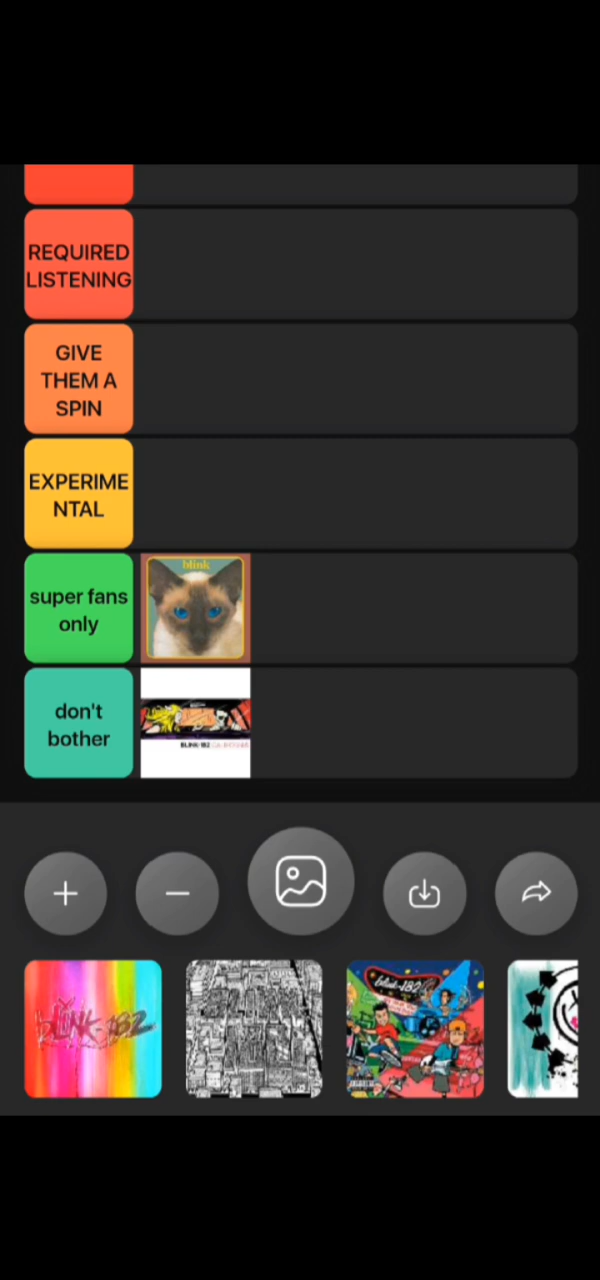 REQUIRED
LISTENING
GIVE
THEM A
SPIN
EXPERIME
NTAL
blink
super fans
only
don't
bother
BLINK-182
bLINK-182
blink-182